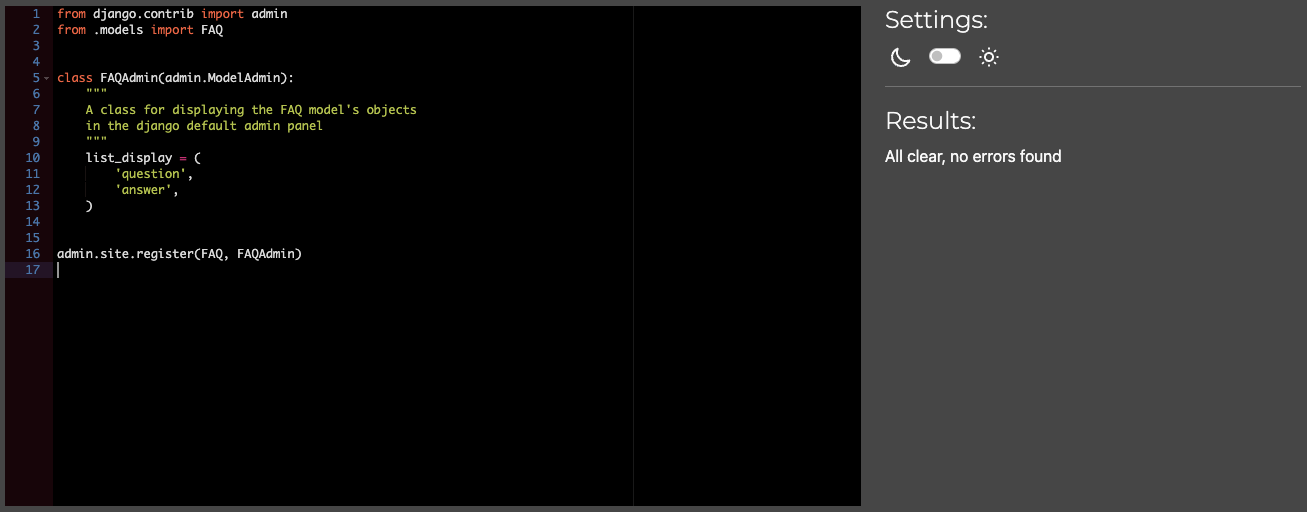 1 from django.contrib import admin
2 from .models import FAQ
3
4
5 class FAQAdmin(admin.ModelAdmin):
6     """
7     A class for displaying the FAQ model's objects
8     in the django default admin panel
9     """
10     list_display = (
11         'question',
12         'answer',
13     )
14
15
16 admin.site.register(FAQ, FAQAdmin)
17
Settings:
Results:
All clear, no errors found